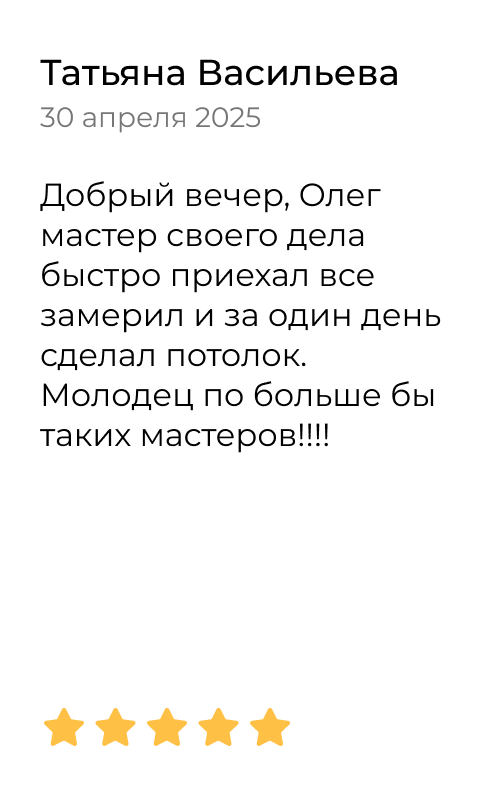 Татьяна Васильева
30 апреля 2025
Добрый вечер, Олег
мастер своего дела
быстро приехал все
замерил и за один день
сделал потолок.
Молодец по больше бы
таких мастеров!!!!